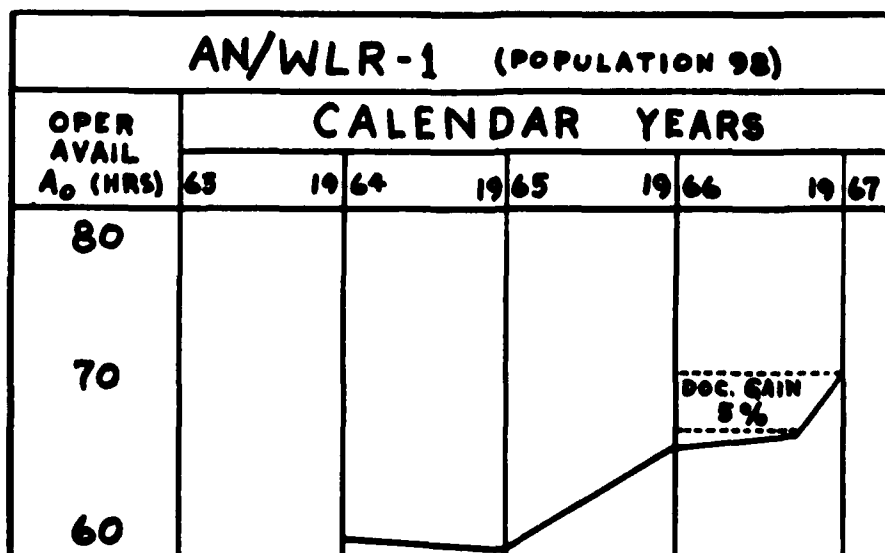 AN/WLR-1 (POPULATION 98)
OPER
AVAIL
A₀ (HRS)
CALENDAR YEARS
63 19 64 19 65 19 66 19 67
80
70
DOC. GAIN
5%
60